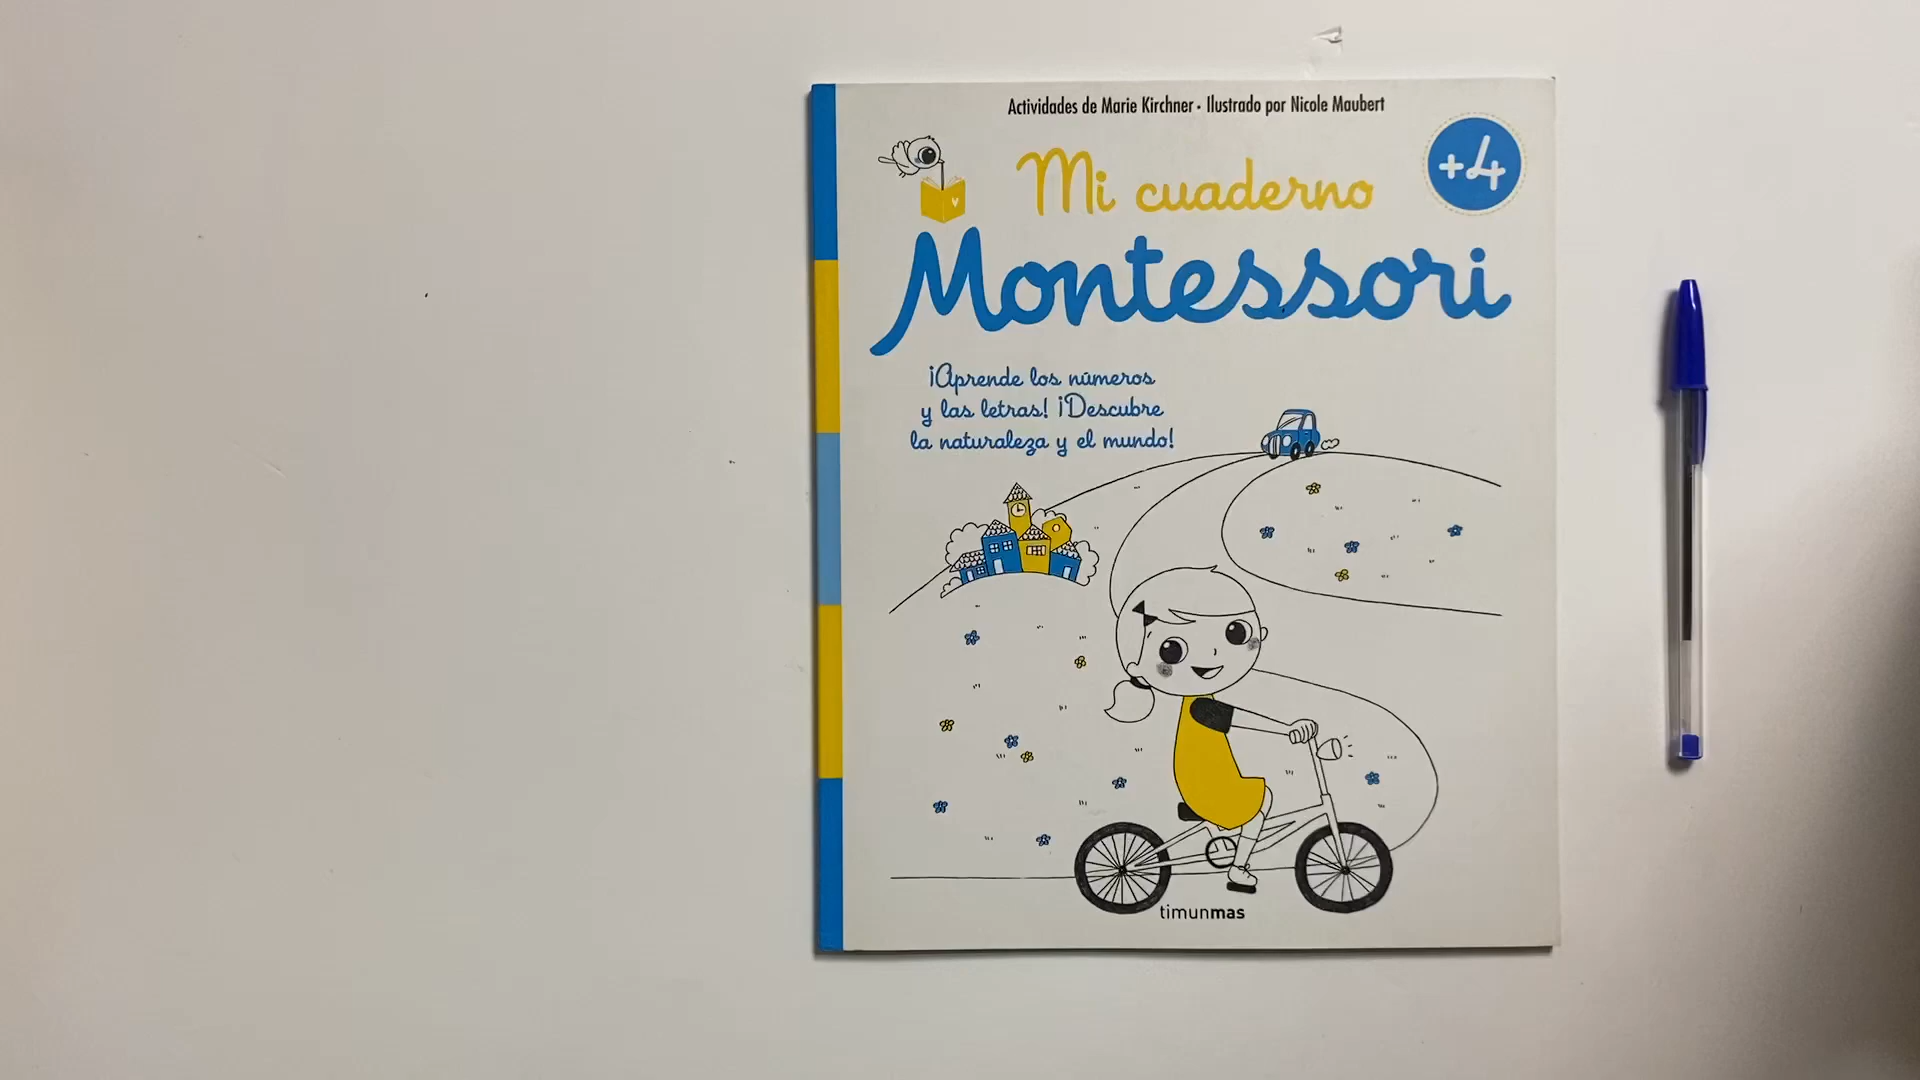 Actividades de Marie Kirchner • Ilustrado por Nicole Maubert
+4
Mi cuaderno
Montessori
¡Aprende los números
y las letras! ¡Descubre
la naturaleza y el mundo!
timunmas